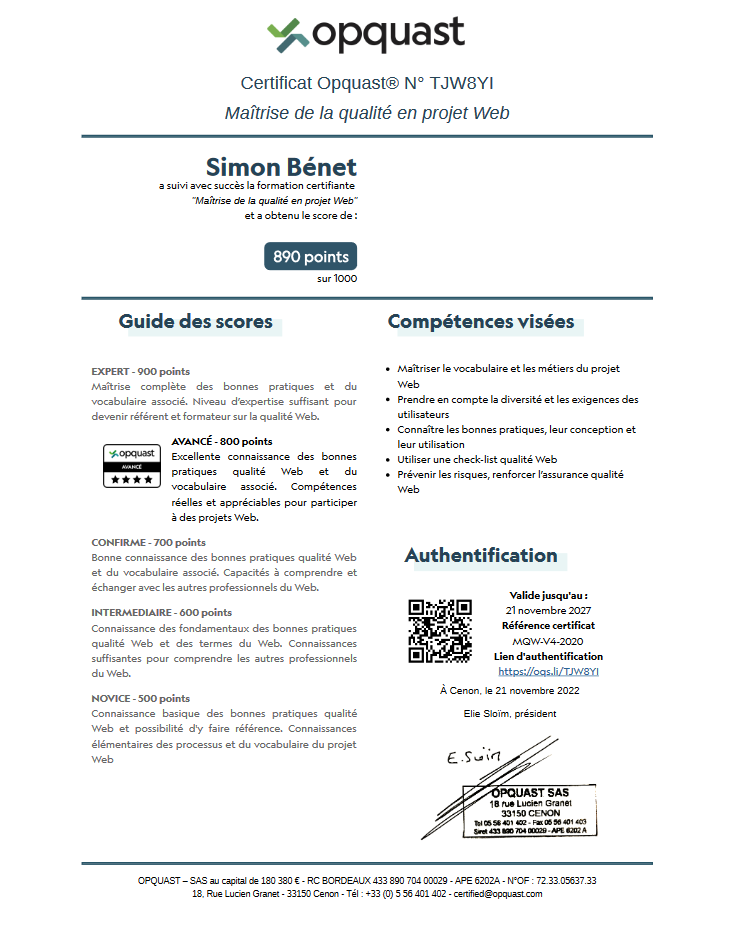 opquast
Certificat Opquast® N° TJW8YI
Maîtrise de la qualité en projet Web
Simon Bénet
a suivi avec succès la formation certifiante
"Maîtrise de la qualité en projet Web"
et a obtenu le score de :
890 points
sur 1000
Guide des scores
EXPERT - 900 points
Maîtrise complète des bonnes pratiques et du
vocabulaire associé. Niveau d'expertise suffisant pour
devenir référent et formateur sur la qualité Web.
opquast
AVANCÉ
AVANCÉ - 800 points
Excellente connaissance des bonnes
pratiques qualité Web et du
vocabulaire associé. Compétences
réelles et appréciables pour participer
à des projets Web.
CONFIRME - 700 points
Bonne connaissance des bonnes pratiques qualité Web
et du vocabulaire associé. Capacités à comprendre et
échanger avec les autres professionnels du Web.
INTERMEDIAIRE - 600 points
Connaissance des fondamentaux des bonnes pratiques
qualité Web et des termes du Web. Connaissances
suffisantes pour comprendre les autres professionnels
du Web.
NOVICE - 500 points
Connaissance basique des bonnes pratiques qualité
Web et possibilité d'y faire référence. Connaissances
élémentaires des processus et du vocabulaire du projet
Web
Compétences visées
• Maîtriser le vocabulaire et les métiers du projet
Web
• Prendre en compte la diversité et les exigences des
utilisateurs
• Connaître les bonnes pratiques, leur conception et
leur utilisation
• Utiliser une check-list qualité Web
• Prévenir les risques, renforcer l'assurance qualité
Web
Authentification
Valide jusqu'au :
21 novembre 2027
Référence certificat
MQW-V4-2020
Lien d'authentification
https://oqs.li/TJW8YI
À Cenon, le 21 novembre 2022
Elie Sloïm, président
E. Sloïm
OPQUAST SAS
18 rue Lucien Granet
33150 CENON
Tel 05 56 401 402 - Fax 05 56 401 403
Siret 433 890 704 00029 - APE 6202 A
OPQUAST – SAS au capital de 180 380 € - RC BORDEAUX 433 890 704 00029 - APE 6202A - N°OF : 72.33.05637.33
18, Rue Lucien Granet - 33150 Cenon - Tél : +33 (0) 5 56 401 402 - certified@opquast.com